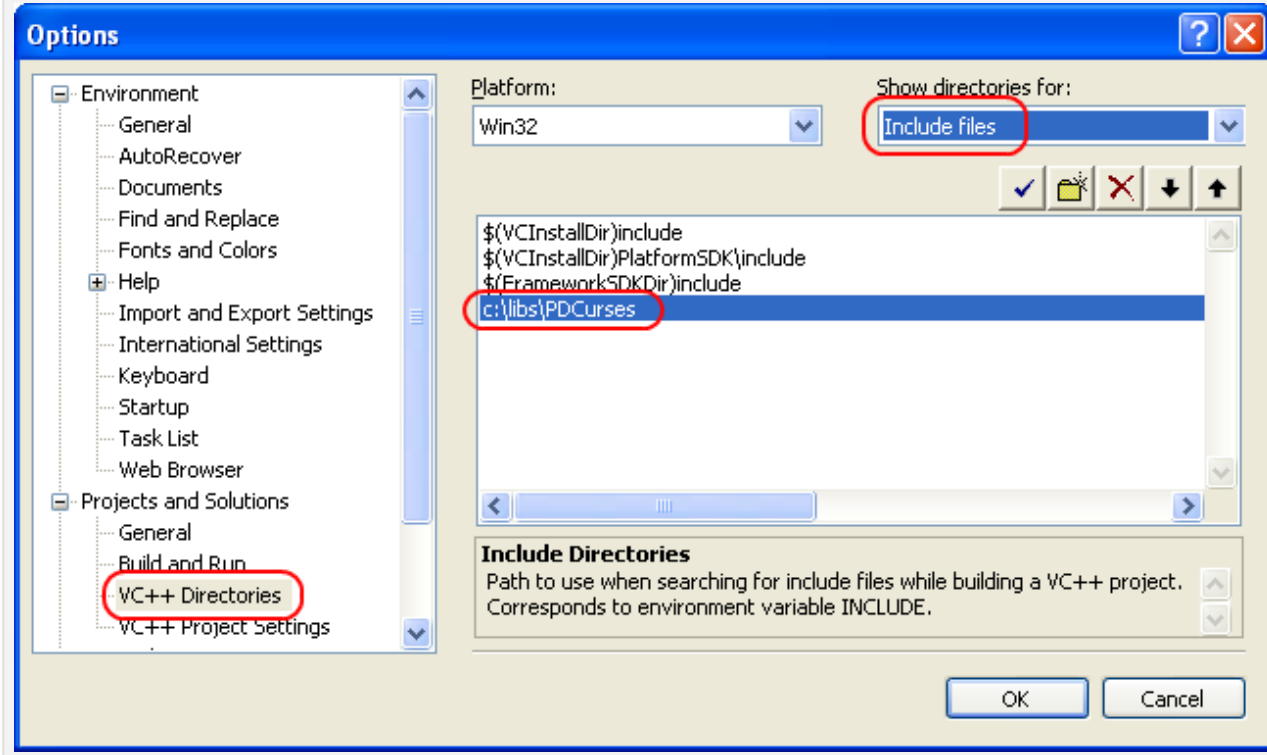 Options
Environment
General
AutoRecover
Documents
Find and Replace
Fonts and Colors
Help
Import and Export Settings
International Settings
Keyboard
Startup
Task List
Web Browser
Projects and Solutions
General
Build and Run
VC++ Directories
VC++ Project Settings
Platform:
Win32
Show directories for:
Include files
$(VCInstallDir)include
$(VCInstallDir)PlatformSDK\include
$(FrameworkSDKDir)include
c:\libs\PDCurses
Include Directories
Path to use when searching for include files while building a VC++ project.
Corresponds to environment variable INCLUDE.
OK
Cancel